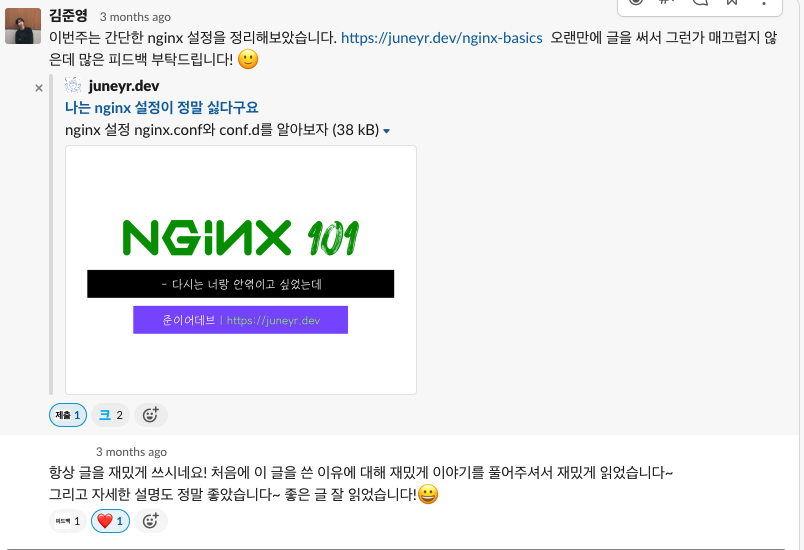 김준영 3 months ago
이번주는 간단한 nginx 설정을 정리해보았습니다. https://juneyr.dev/nginx-basics 오랜만에 글을 써서 그런가 매끄럽지 않
은데 많은 피드백 부탁드립니다!
juneyr.dev
나는 nginx 설정이 정말 싫다구요
nginx 설정 nginx.conf와 conf.d를 알아보자 (38 kB)
NGINX 101
- 다시는 너랑 안엮이고 싶었는데
준이어데브 | https://juneyr.dev
제출 1 크 2
3 months ago
항상 글을 재밌게 쓰시네요! 처음에 이 글을 쓴 이유에 대해 재밌게 이야기를 풀어주셔서 재밌게 읽었습니다~
그리고 자세한 설명도 정말 좋았습니다~ 좋은 글 잘 읽었습니다!
피드백 1 1